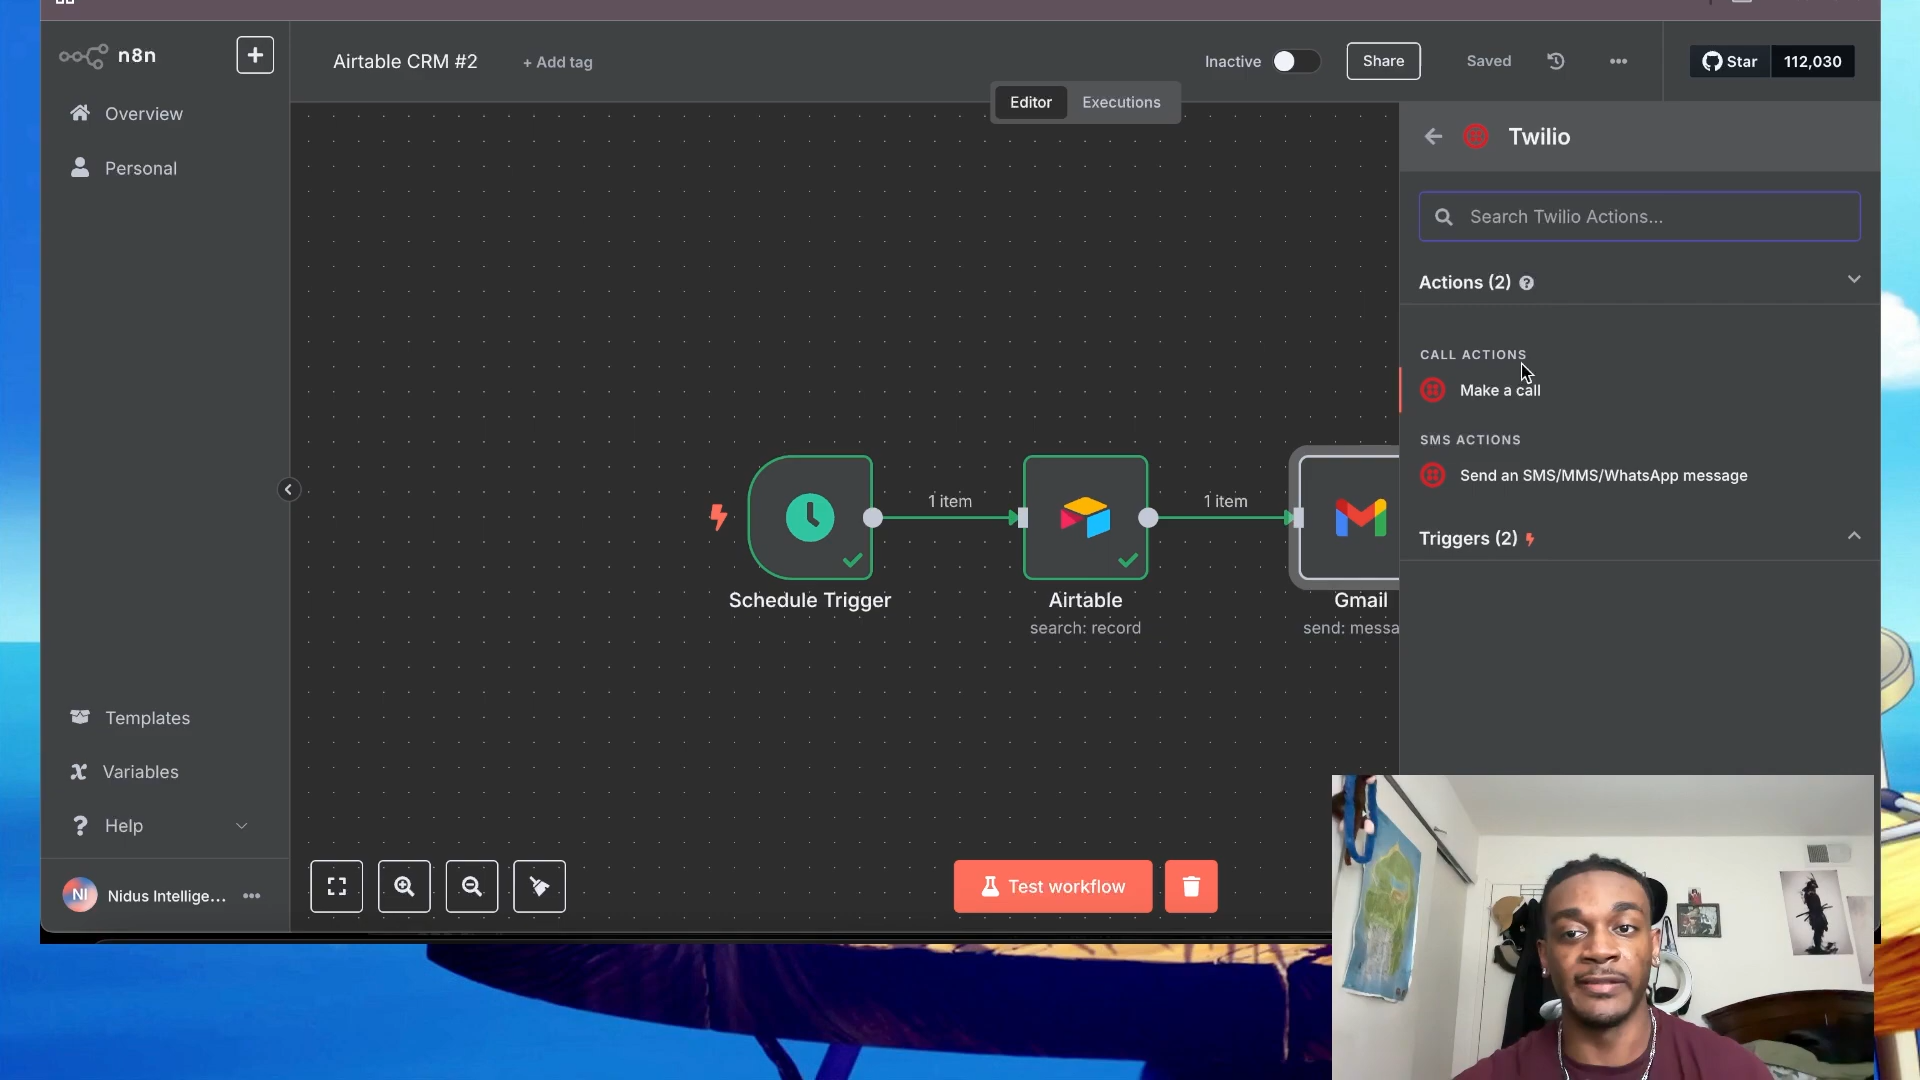 n8n
Airtable CRM #2
+ Add tag
Inactive
Share
Saved
Star
112,030
Editor
Executions
Overview
Personal
Twilio
Search Twilio Actions...
Actions (2)
CALL ACTIONS
Make a call
SMS ACTIONS
Send an SMS/MMS/WhatsApp message
Triggers (2)
1 item
1 item
Schedule Trigger
Airtable
search: record
Gmail
send: messa
Templates
Variables
Help
NI
Nidus Intellige...
Test workflow